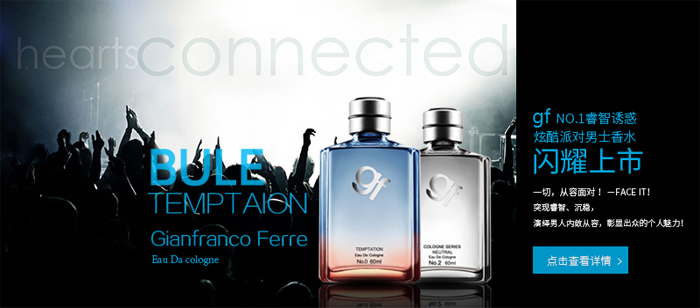 hearts connected
BULE
TEMPTAION
Gianfranco Ferre
Eau Da cologne
gf
TEMPTATION
Eau De Cologne
No.0 60ml
gf
COLOGNE SERIES
NEUTRAL
Eau De Cologne
No.2 60ml
gf NO.1睿智诱惑
炫酷派对男士香水
闪耀上市
一切，从容面对！—FACE IT!
突现睿智、沉稳，
演绎男人内敛从容，彰显出众的个人魅力!
点击查看详情 >